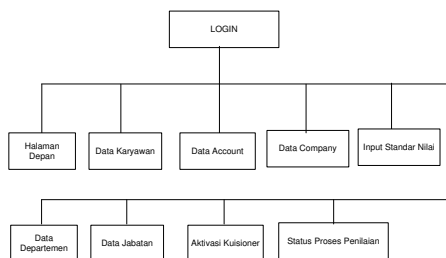 LOGIN
Halaman
Depan
Data Karyawan
Data Account
Data Company
Input Standar Nilai
Data
Departemen
Data Jabatan
Aktivasi Kuisioner
Status Proses Penilaian